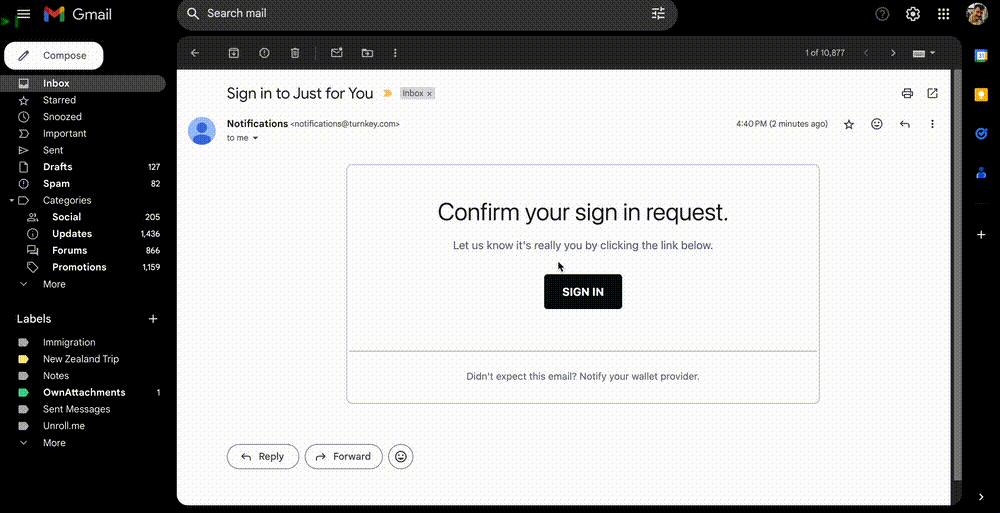 Gmail
Search mail
Compose
1 of 10,877
Inbox
Starred
Snoozed
Important
Sent
Drafts 127
Spam 82
Categories
Social 205
Updates 1,436
Forums 866
Promotions 1,159
More
Labels
Immigration
New Zealand Trip
Notes
OwnAttachments 1
Sent Messages
Unroll.me
More
Sign in to Just for You Inbox ×
Notifications <notifications@turnkey.com> 4:40 PM (2 minutes ago)
to me
Confirm your sign in request.
Let us know it's really you by clicking the link below.
SIGN IN
Didn't expect this email? Notify your wallet provider.
Reply Forward